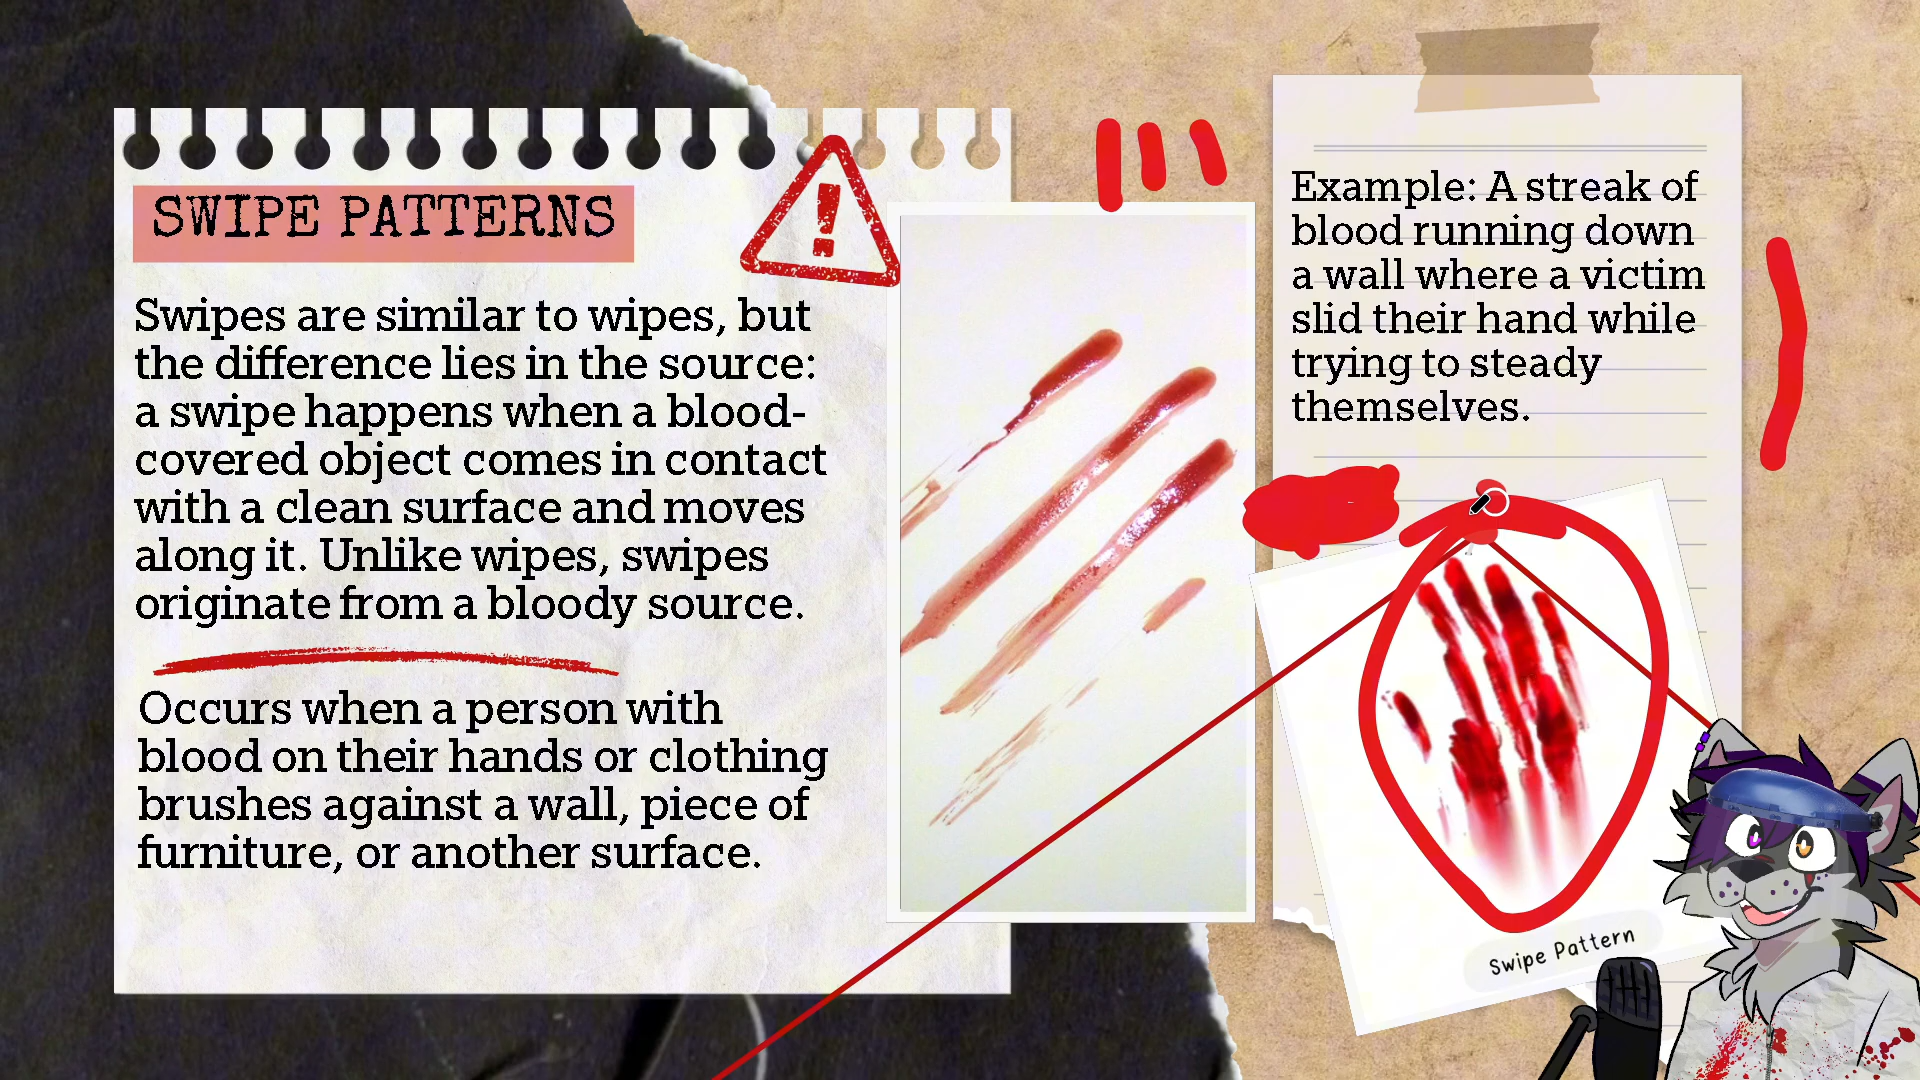 SWIPE PATTERNS
Swipes are similar to wipes, but
the difference lies in the source:
a swipe happens when a blood-
covered object comes in contact
with a clean surface and moves
along it. Unlike wipes, swipes
originate from a bloody source.
Occurs when a person with
blood on their hands or clothing
brushes against a wall, piece of
furniture, or another surface.
Example: A streak of
blood running down
a wall where a victim
slid their hand while
trying to steady
themselves.
Swipe Pattern